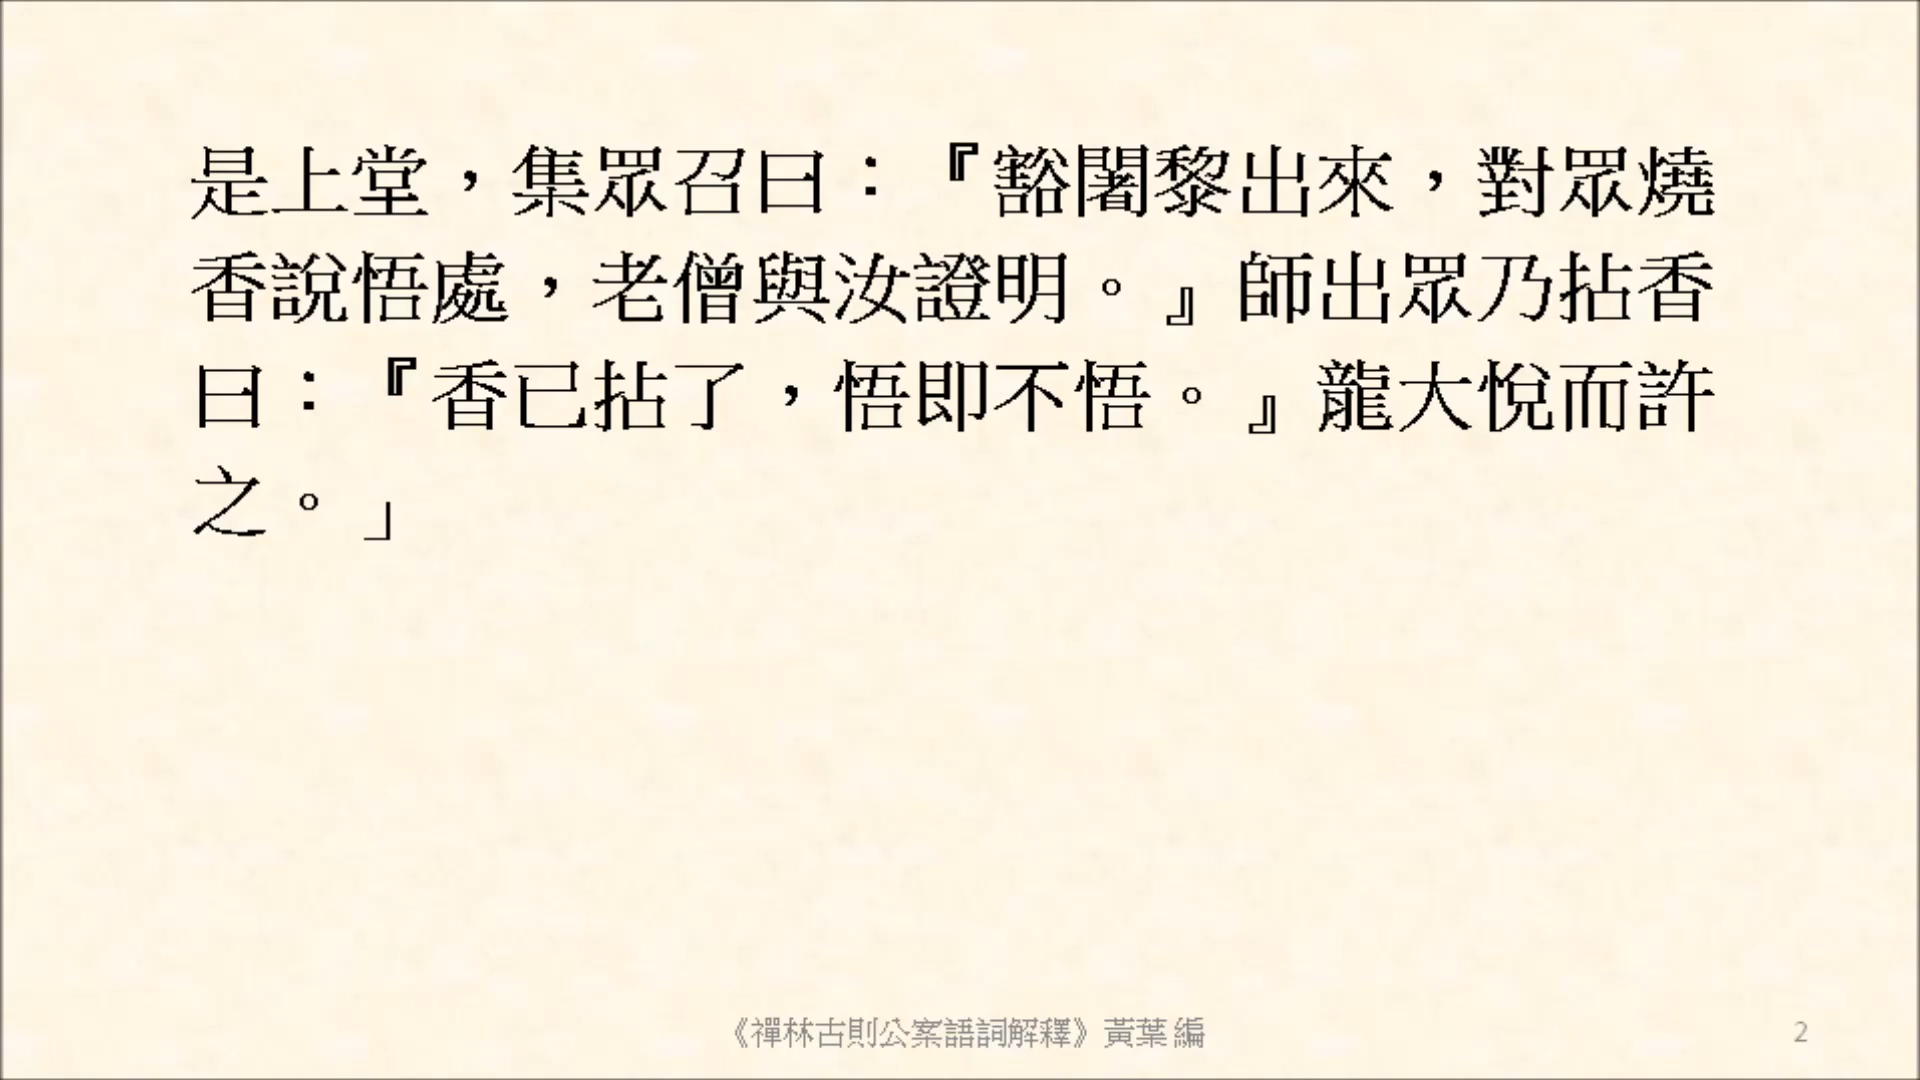 是上堂，集眾召曰：『豁闍黎出來，對眾燒
香說悟處，老僧與汝證明。』師出眾乃拈香
曰：『香已拈了，悟即不悟。』龍大悅而許
之。」
《禪林古則公案語詞解釋》黃葉 編
2